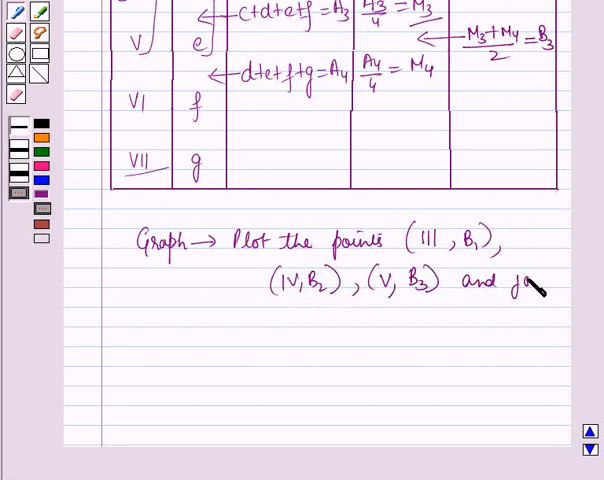 c+d+e+f=A3 A3/4 = M3
V e M3+M4/2 = B3
d+e+f+g=A4 A4/4 = M4
VI f
VII g
Graph → Plot the points (III, B1),
(IV, B2), (V, B3) and jo